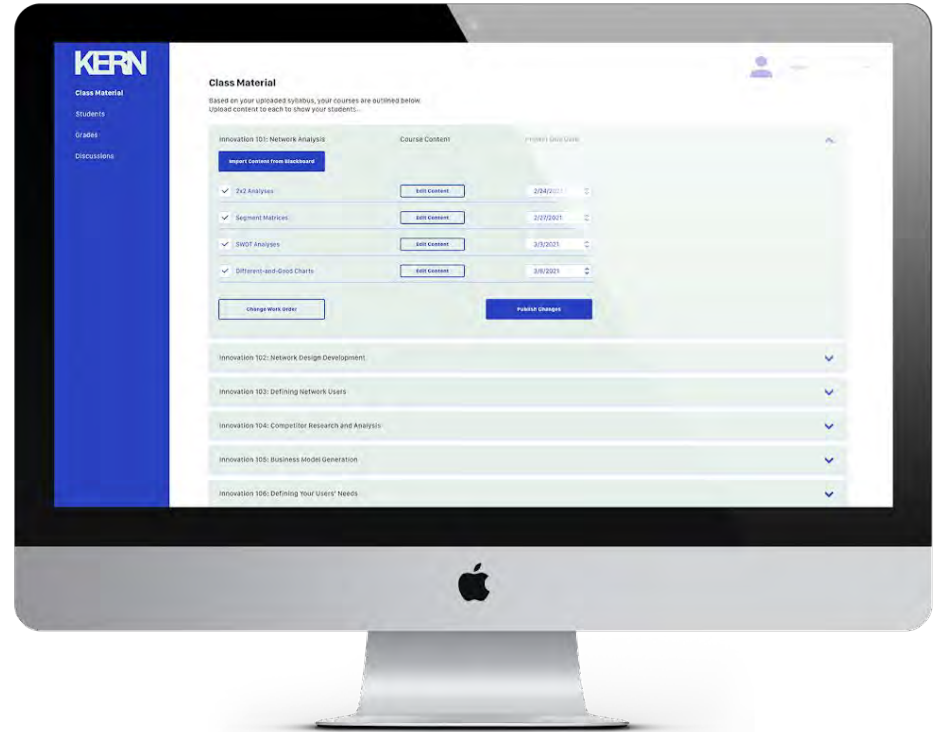 KERN
Class Material
Students
Grades
Discussions
Class Material
Based on your uploaded syllabus, your courses are outlined below.
Upload content to each to show your students.
Innovation 101: Network Analysis Course Content Project Due Date
Import Content from Blackboard
2x2 Analyses Edit Content 2/24/2021
Segment Matrices Edit Content 2/27/2021
SWOT Analyses Edit Content 3/3/2021
Different-and-Good Charts Edit Content 3/6/2021
Change Work Order Publish Changes
Innovation 102: Network Design Development
Innovation 103: Defining Network Users
Innovation 104: Competitor Research and Analysis
Innovation 105: Business Model Generation
Innovation 106: Defining Your Users' Needs